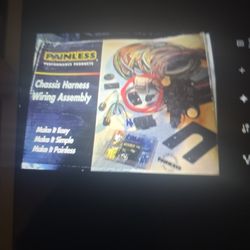 PAINLESS
PERFORMANCE PRODUCTS
Chassis Harness
Wiring Assembly
Make It Easy
Make It Simple
Make It Painless